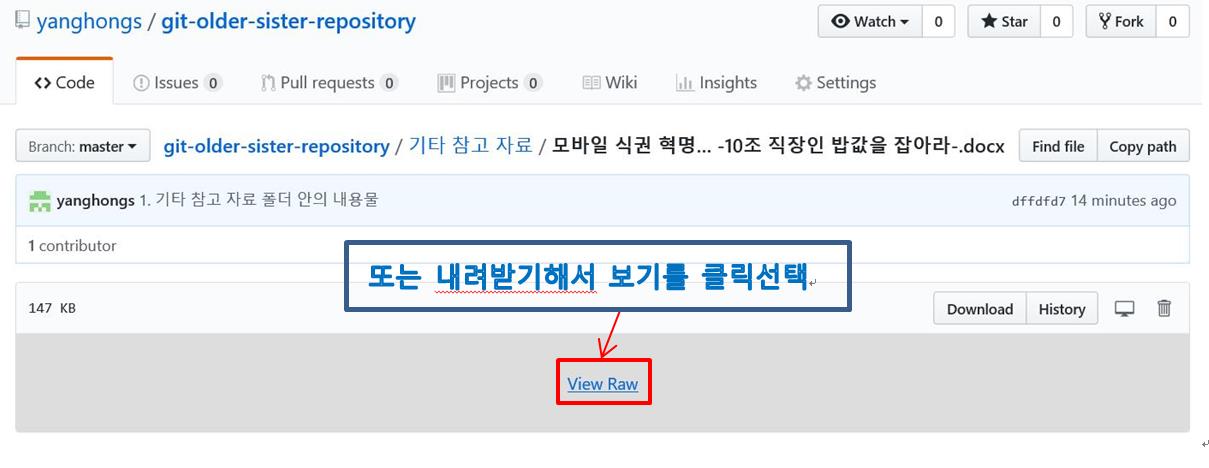 yanghongs / git-older-sister-repository Watch 0 Star 0 Fork 0
Code Issues 0 Pull requests 0 Projects 0 Wiki Insights Settings
Branch: master git-older-sister-repository / 기타 참고 자료 / 모바일 식권 혁명... -10조 직장인 밥값을 잡아라-.docx Find file Copy path
yanghongs 1. 기타 참고 자료 폴더 안의 내용물 dffdfd7 14 minutes ago
1 contributor
또는 내려받기해서 보기를 클릭선택
147 KB Download History
View Raw